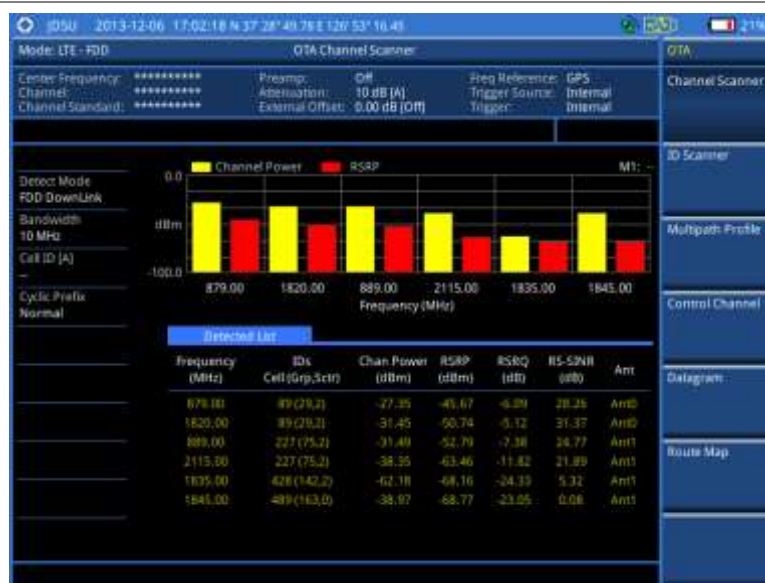 JDSU 2013-12-06 17:02:18 N 37° 28' 49.78 E 126° 53' 16.45 21%
Mode: LTE - FDD OTA Channel Scanner OTA
Center Frequency: ********** Preamp: Off Freq Reference: GPS
Channel: ********** Attenuation: 10 dB [A] Trigger Source: Internal
Channel Standard: ********** External Offset: 0.00 dB [Off] Trigger: Internal
Channel Scanner
ID Scanner
Multipath Profile
Control Channel
Datagram
Route Map
Detect Mode
FDD DownLink
Bandwidth
10 MHz
Cell ID [A]
--
Cyclic Prefix
Normal
Channel Power RSRP M1: --
0.0
dBm
-100.0
879.00 1820.00 889.00 2115.00 1835.00 1845.00
Frequency (MHz)
Detected List
Frequency IDs Chan Power RSRP RSRQ RS-SINR Ant
(MHz) Cell (Grp,Sctr) (dBm) (dBm) (dB) (dB)
879.00 89 (29,2) -27.35 -45.67 -6.09 28.26 Ant0
1820.00 89 (29,2) -31.45 -50.74 -5.12 31.37 Ant0
889.00 227 (75,2) -31.49 -52.79 -7.38 24.77 Ant1
2115.00 227 (75,2) -38.35 -63.46 -11.82 21.89 Ant1
1835.00 428 (142,2) -62.18 -68.16 -24.33 5.32 Ant1
1845.00 489 (163,0) -38.97 -68.77 -23.05 0.08 Ant1